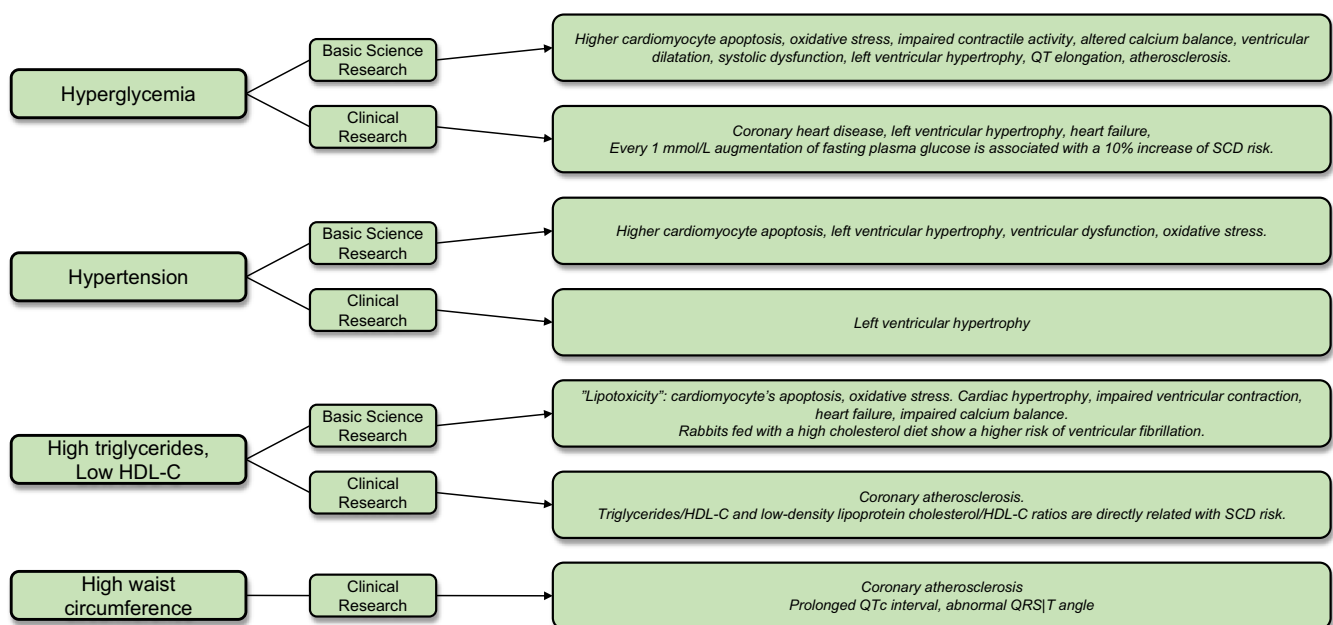 Hyperglycemia
Basic Science
Research
Higher cardiomyocyte apoptosis, oxidative stress, impaired contractile activity, altered calcium balance, ventricular
dilatation, systolic dysfunction, left ventricular hypertrophy, QT elongation, atherosclerosis.
Clinical
Research
Coronary heart disease, left ventricular hypertrophy, heart failure,
Every 1 mmol/L augmentation of fasting plasma glucose is associated with a 10% increase of SCD risk.
Hypertension
Basic Science
Research
Higher cardiomyocyte apoptosis, left ventricular hypertrophy, ventricular dysfunction, oxidative stress.
Clinical
Research
Left ventricular hypertrophy
High triglycerides,
Low HDL-C
Basic Science
Research
"Lipotoxicity": cardiomyocyte's apoptosis, oxidative stress. Cardiac hypertrophy, impaired ventricular contraction,
heart failure, impaired calcium balance.
Rabbits fed with a high cholesterol diet show a higher risk of ventricular fibrillation.
Clinical
Research
Coronary atherosclerosis.
Triglycerides/HDL-C and low-density lipoprotein cholesterol/HDL-C ratios are directly related with SCD risk.
High waist
circumference
Clinical
Research
Coronary atherosclerosis
Prolonged QTc interval, abnormal QRS|T angle